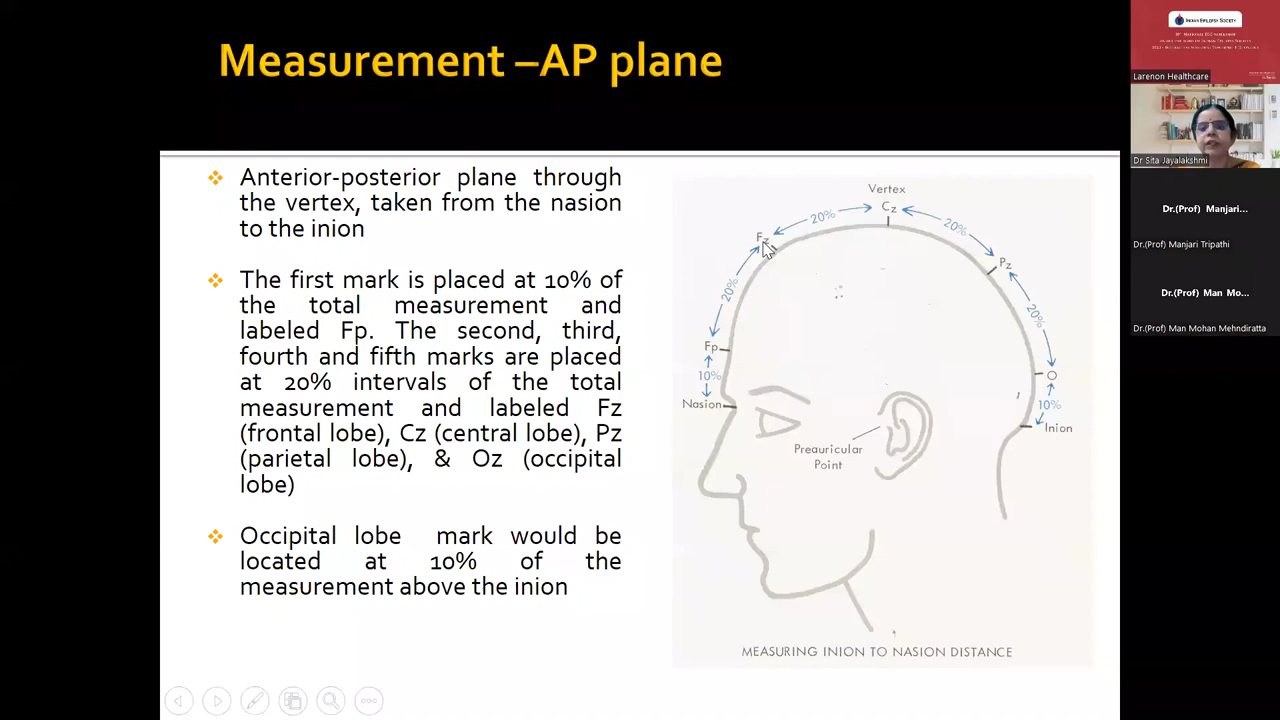 Measurement –AP plane
Anterior-posterior plane through
the vertex, taken from the nasion
to the inion
The first mark is placed at 10% of
the total measurement and
labeled Fp. The second, third,
fourth and fifth marks are placed
at 20% intervals of the total
measurement and labeled Fz
(frontal lobe), Cz (central lobe), Pz
(parietal lobe), & Oz (occipital
lobe)
Occipital lobe mark would be
located at 10% of the
measurement above the inion
Vertex
Cz
20%
20%
Fz
Pz
20%
20%
Fp
10%
O
10%
Nasion
Inion
Preauricular
Point
MEASURING INION TO NASION DISTANCE
INDIAN EPILEPSY SOCIETY
Larenon Healthcare
Dr Sita Jayalakshmi
Dr.(Prof) Manjari...
Dr.(Prof) Manjari Tripathi
Dr.(Prof) Man Mo...
Dr.(Prof) Man Mohan Mehndiratta